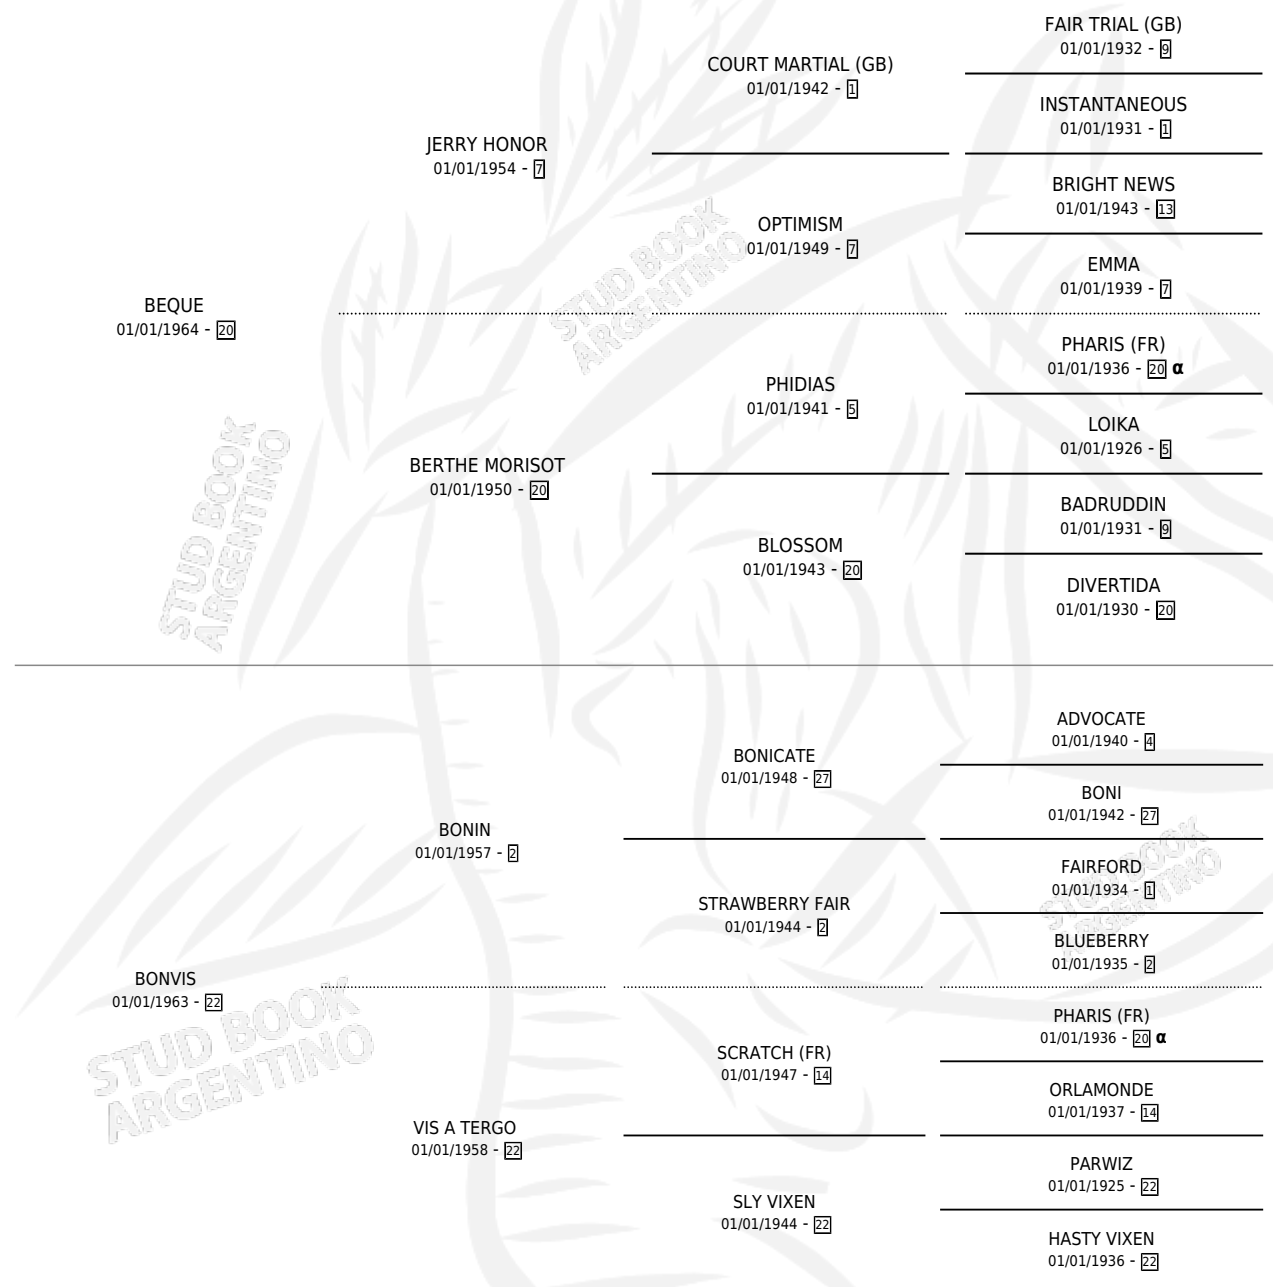 FAIR TRIAL (GB)
01/01/1932 - 9
COURT MARTIAL (GB)
01/01/1942 - 1
INSTANTANEOUS
01/01/1931 - 1
JERRY HONOR
01/01/1954 - 7
BRIGHT NEWS
01/01/1943 - 13
OPTIMISM
01/01/1949 - 7
EMMA
01/01/1939 - 7
BEQUE
01/01/1964 - 20
PHARIS (FR)
01/01/1936 - 20 α
PHIDIAS
01/01/1941 - 5
LOIKA
01/01/1926 - 5
BERTHE MORISOT
01/01/1950 - 20
BADRUDDIN
01/01/1931 - 9
BLOSSOM
01/01/1943 - 20
DIVERTIDA
01/01/1930 - 20
ADVOCATE
01/01/1940 - 4
BONICATE
01/01/1948 - 27
BONI
01/01/1942 - 27
BONIN
01/01/1957 - 2
FAIRFORD
01/01/1934 - 1
STRAWBERRY FAIR
01/01/1944 - 2
BLUEBERRY
01/01/1935 - 2
BONVIS
01/01/1963 - 22
PHARIS (FR)
01/01/1936 - 20 α
SCRATCH (FR)
01/01/1947 - 14
ORLAMONDE
01/01/1937 - 14
VIS A TERGO
01/01/1958 - 22
PARWIZ
01/01/1925 - 22
SLY VIXEN
01/01/1944 - 22
HASTY VIXEN
01/01/1936 - 22
STUD BOOK
ARGENTINO
STUD BOOK
ARGENTINO
STUD BOOK
ARGENTINO
STUD BOOK
ARGENTINO